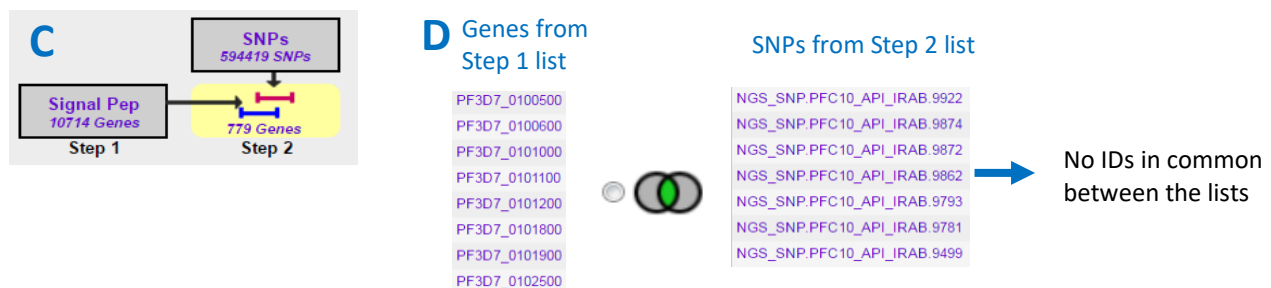 C
SNPs
594419 SNPs
Signal Pep
10714 Genes
779 Genes
Step 1
Step 2
D
Genes from
Step 1 list
PF3D7_0100500
PF3D7_0100600
PF3D7_0101000
PF3D7_0101100
PF3D7_0101200
PF3D7_0101800
PF3D7_0101900
PF3D7_0102500
SNPs from Step 2 list
NGS_SNP.PFC10_API_IRAB.9922
NGS_SNP.PFC10_API_IRAB.9874
NGS_SNP.PFC10_API_IRAB.9872
NGS_SNP.PFC10_API_IRAB.9862
NGS_SNP.PFC10_API_IRAB.9793
NGS_SNP.PFC10_API_IRAB.9781
NGS_SNP.PFC10_API_IRAB.9499
No IDs in common
between the lists